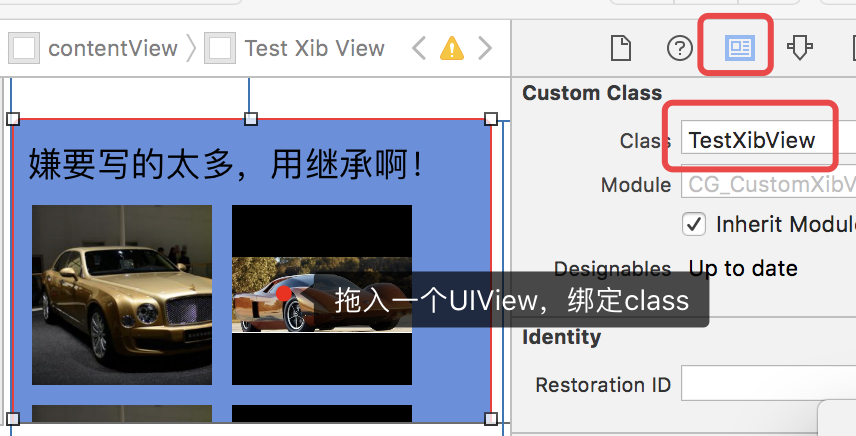 contentView
Test Xib View
Custom Class
Class
TestXibView
Module
CG_CustomXibV
Inherit Module
Designables
Up to date
嫌要写的太多，用继承啊！
拖入一个UIView，绑定class
Identity
Restoration ID